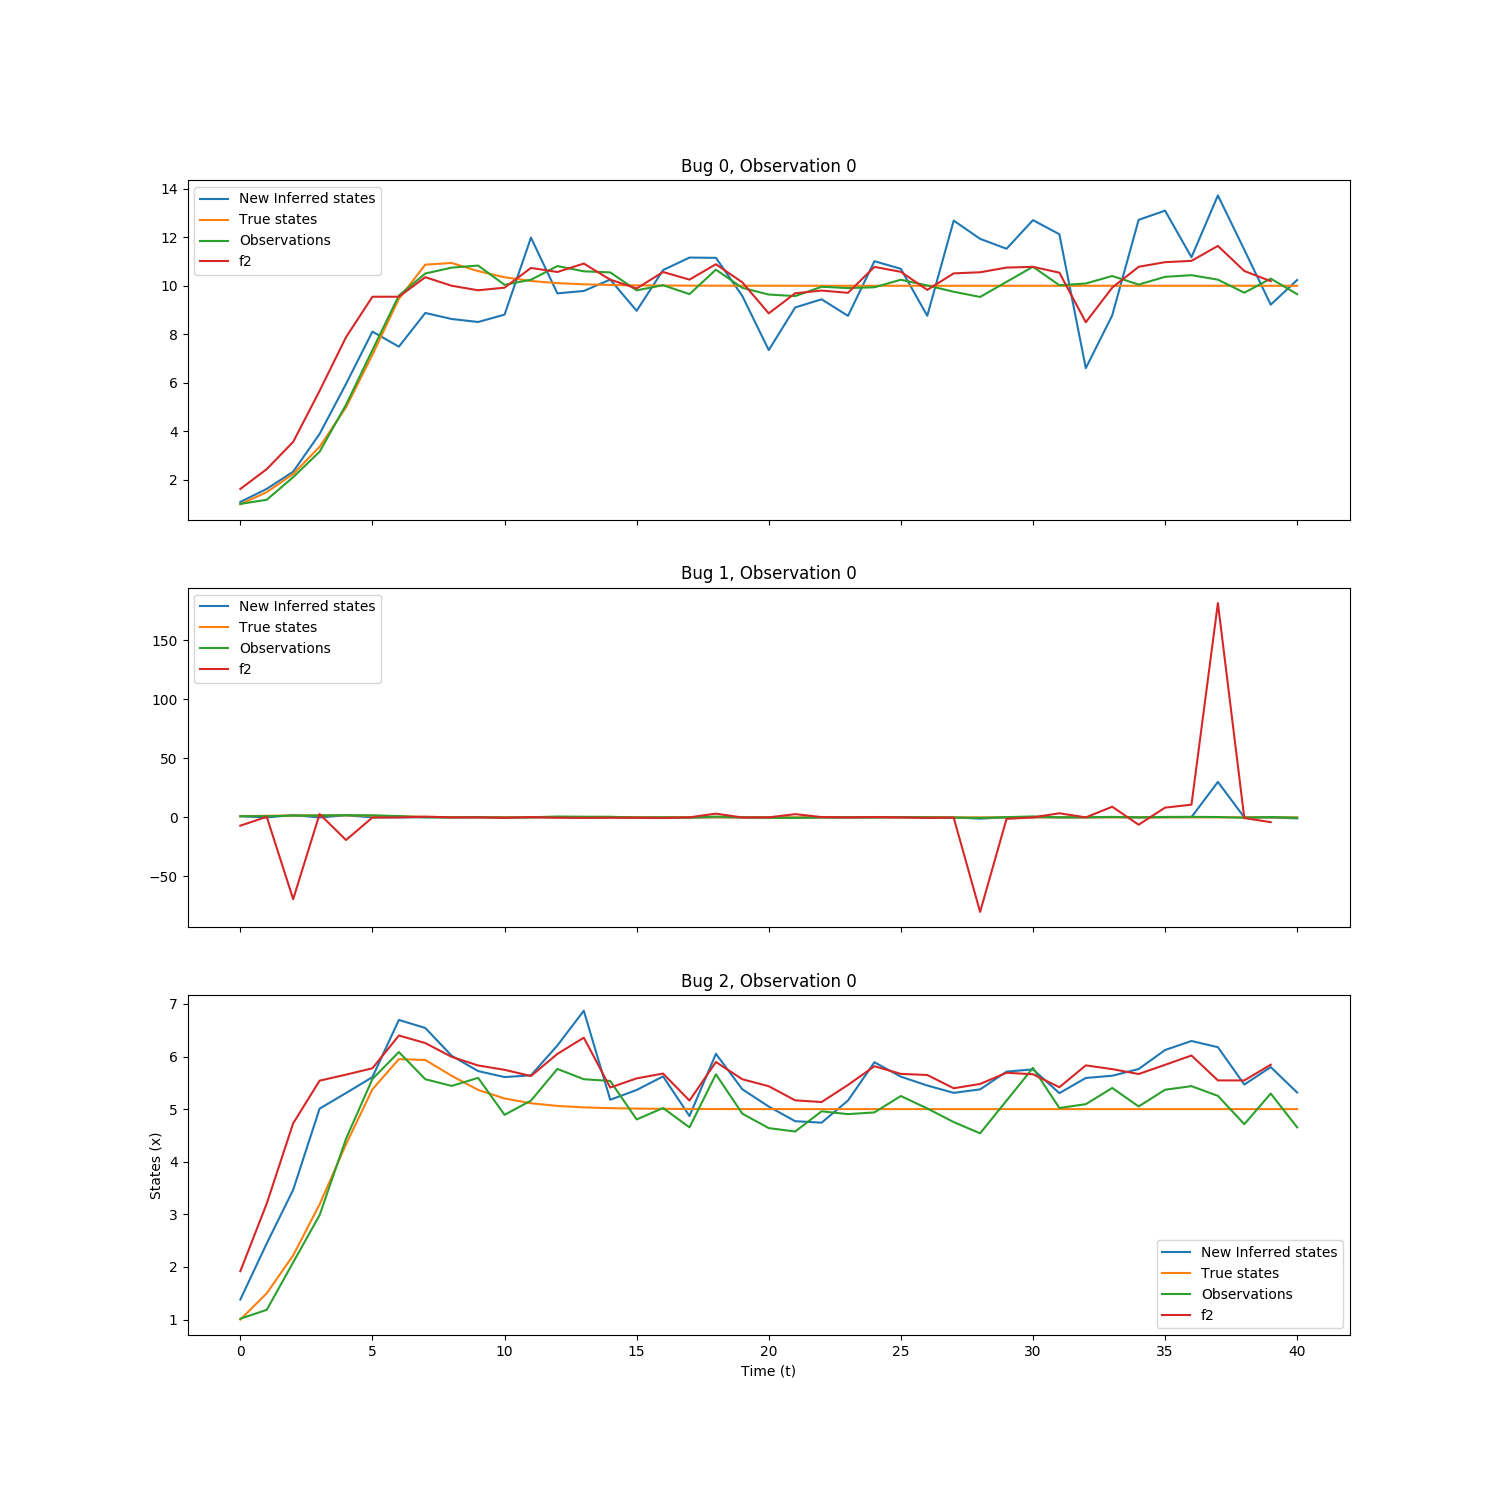 Bug 0, Observation 0
14
12
10
8
6
4
2
New Inferred states
True states
Observations
f2
Bug 1, Observation 0
150
100
50
0
−50
New Inferred states
True states
Observations
f2
Bug 2, Observation 0
States (x)
7
6
5
4
3
2
1
New Inferred states
True states
Observations
f2
0 5 10 15 20 25 30 35 40
Time (t)